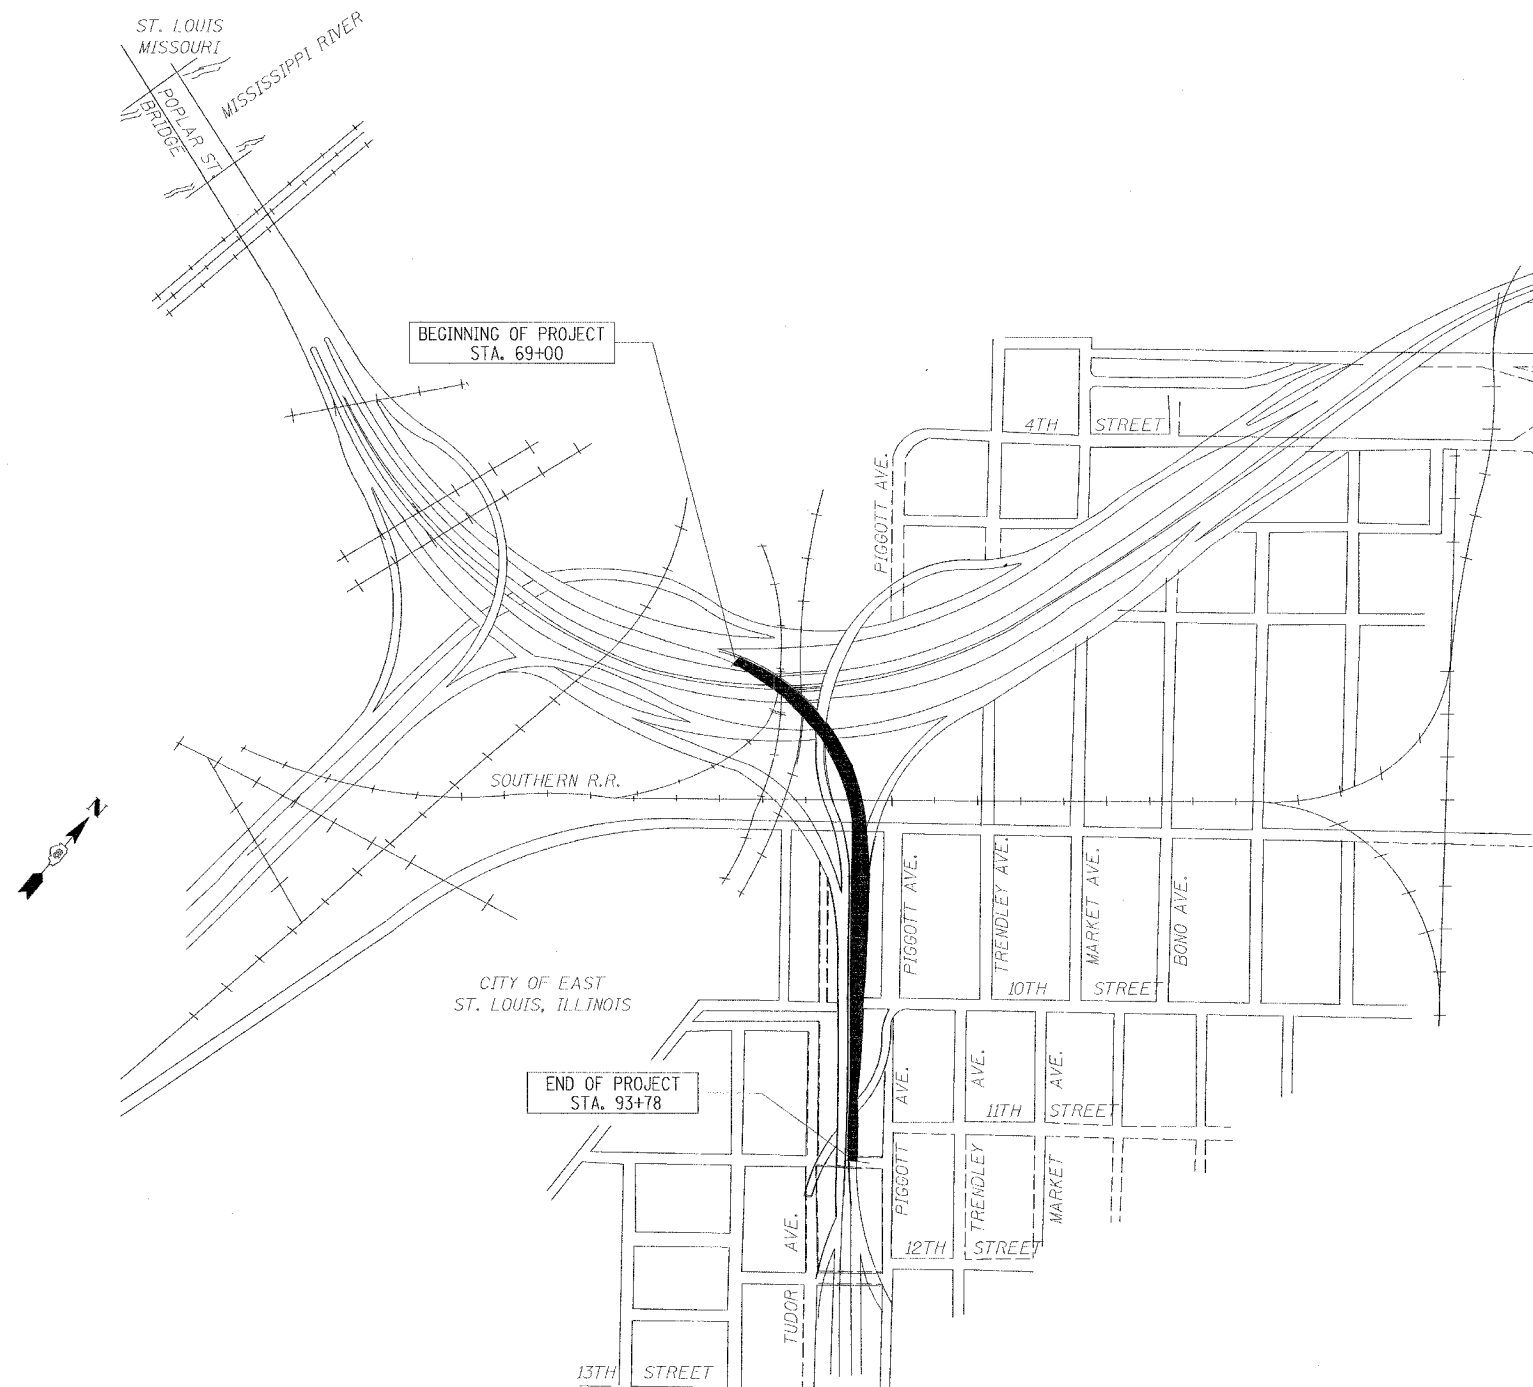 ST. LOUIS
MISSOURI
MISSISSIPPI RIVER
POPLAR ST.
BRIDGE
BEGINNING OF PROJECT
STA. 69+00
4TH STREET
PIGGOTT AVE.
SOUTHERN R.R.
N
PIGGOTT AVE.
TRENDLEY AVE.
MARKET AVE.
BOND AVE.
10TH STREET
CITY OF EAST
ST. LOUIS, ILLINOIS
END OF PROJECT
STA. 93+78
PIGGOTT AVE.
TRENDLEY AVE.
MARKET AVE.
11TH STREET
12TH STREET
TUDOR AVE.
13TH STREET